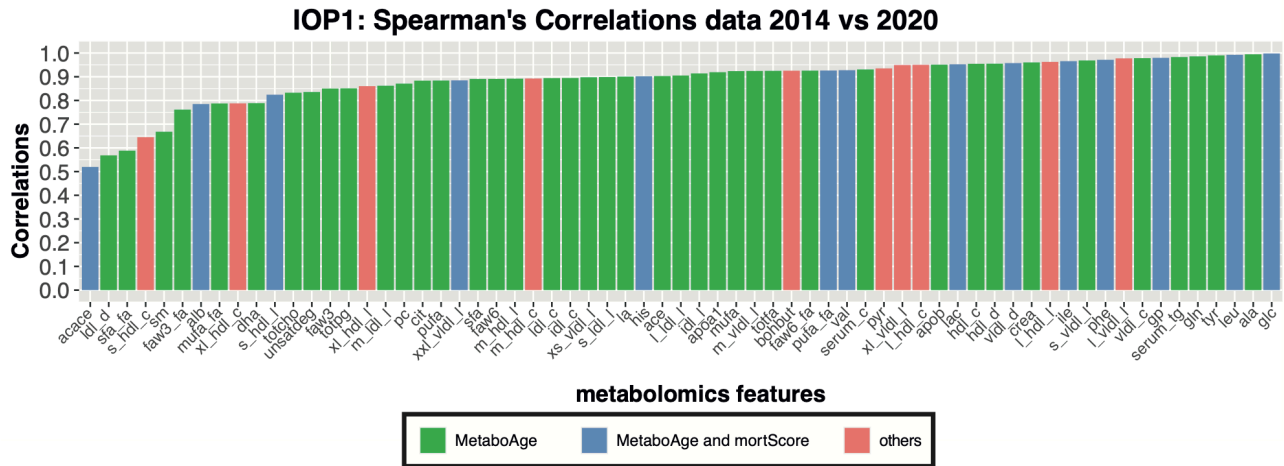 IOP1: Spearman's Correlations data 2014 vs 2020
Correlations
1.0
0.9
0.8
0.7
0.6
0.5
0.4
0.3
0.2
0.1
0.0
acace
ldl_d
sfa_fa
s_hdl_c
sm
faw3_fa
alb
mufa_fa
xl_hdl_c
dha
s_hdl_l
totcho
unsatdeg
faw3
totpg
xl_hdl_l
m_ldl_l
pc
cit
pufa
xxl_vldl_l
sfa
faw6
m_hdl_l
m_hdl_c
idl_c
ldl_c
xs_vldl_l
s_ldl_l
la
his
ace
l_ldl_l
idl_l
apoa1
mufa
m_vldl_l
totfa
bohbut
faw6_fa
pufa_fa
val
serum_c
pyr
xl_vldl_l
l_hdl_c
apob
lac
hdl_c
hdl_d
vldl_d
crea
l_hdl_l
ile
s_vldl_l
phe
l_vldl_l
vldl_c
gp
serum_tg
gln
tyr
leu
ala
glc
metabolomics features
MetaboAge
MetaboAge and mortScore
others